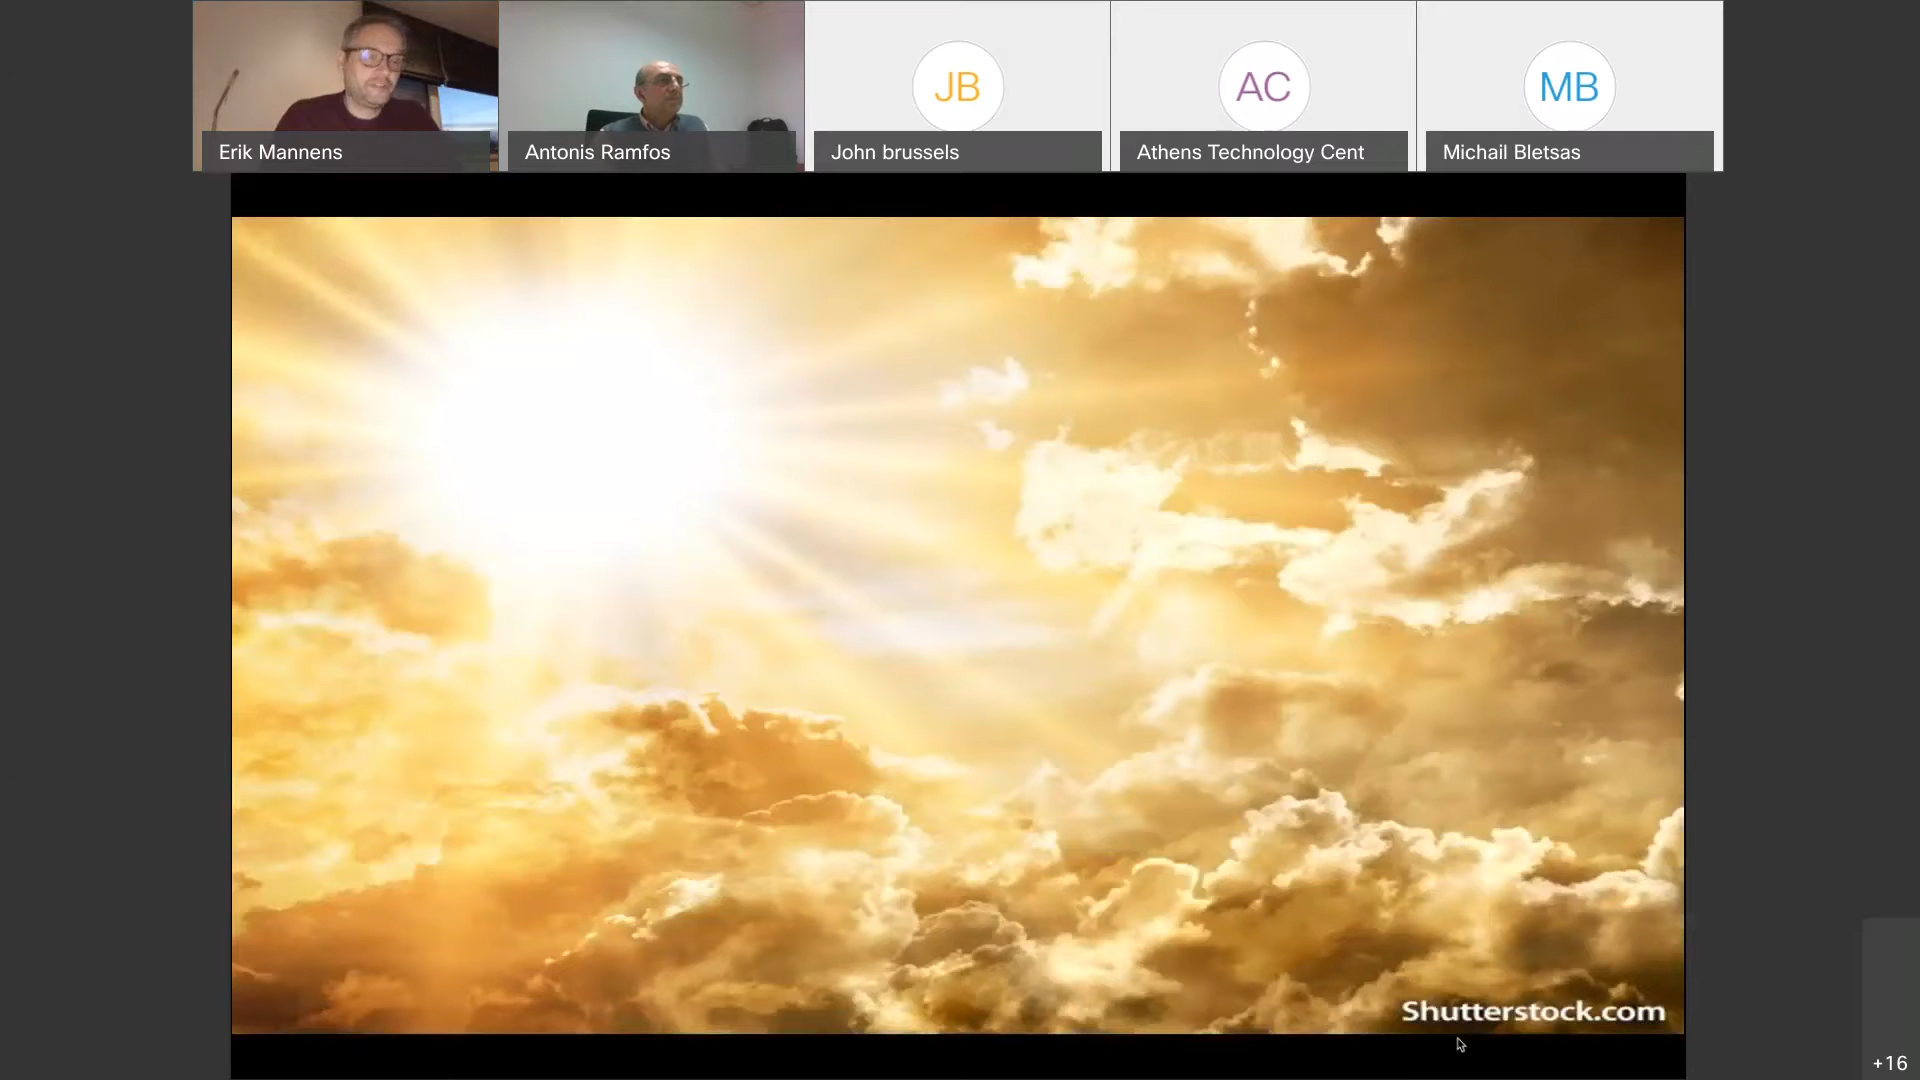 JB
AC
MB
Erik Mannens
Antonis Ramfos
John brussels
Athens Technology Cent
Michail Bletsas
Shutterstock.com
+16